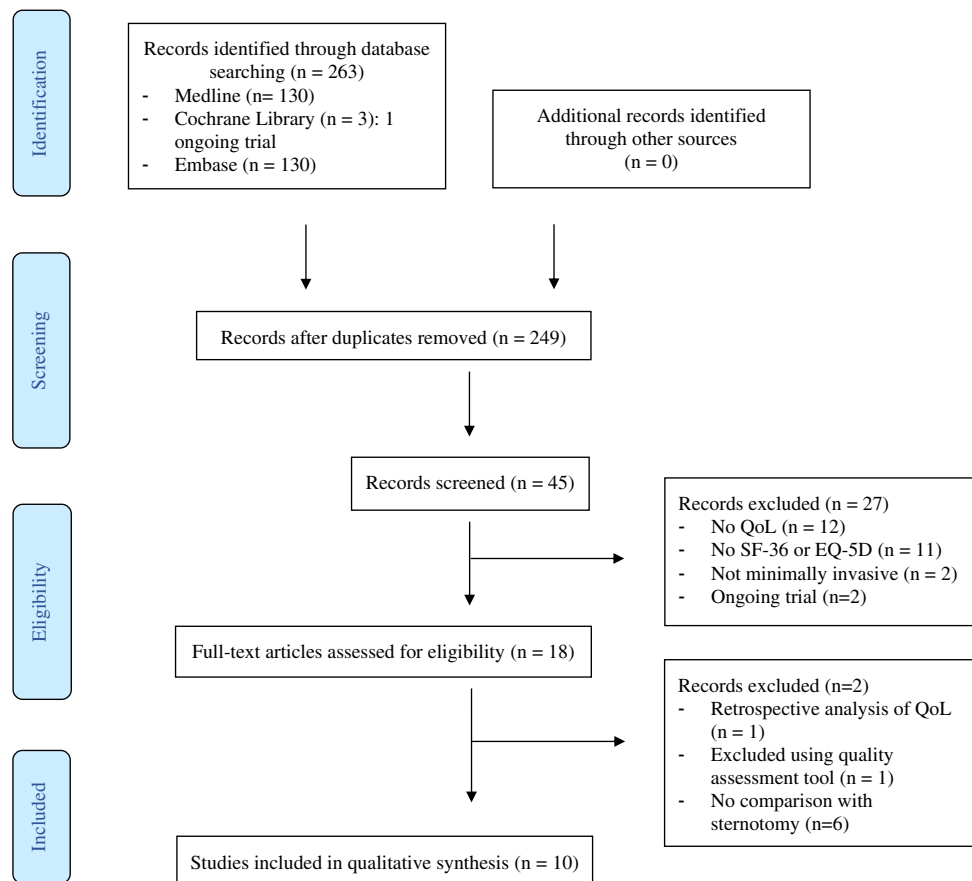 Identification
Records identified through database
searching (n = 263)
- Medline (n= 130)
- Cochrane Library (n = 3): 1
ongoing trial
- Embase (n = 130)
Additional records identified
through other sources
(n = 0)
Screening
Records after duplicates removed (n = 249)
Records screened (n = 45)
Records excluded (n = 27)
- No QoL (n = 12)
- No SF-36 or EQ-5D (n = 11)
- Not minimally invasive (n = 2)
- Ongoing trial (n=2)
Eligibility
Full-text articles assessed for eligibility (n = 18)
Records excluded (n=2)
- Retrospective analysis of QoL
(n = 1)
- Excluded using quality
assessment tool (n = 1)
- No comparison with
sternotomy (n=6)
Included
Studies included in qualitative synthesis (n = 10)